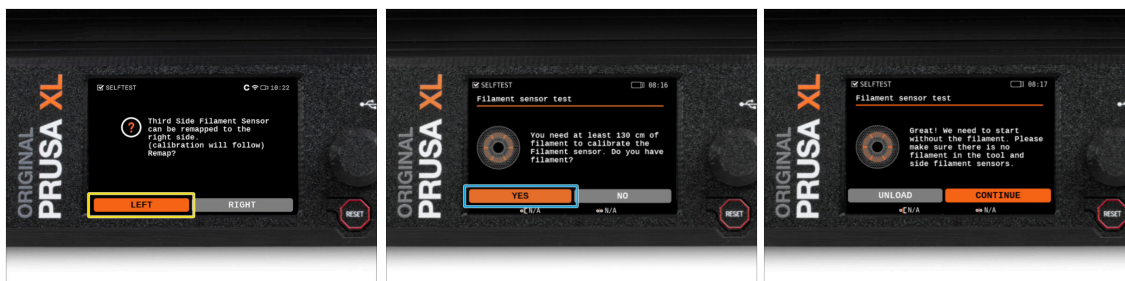 ORIGINAL
PRUSA XL
SELFTEST
10:22
Third Side Filament Sensor
can be remapped to the
right side.
(calibration will follow)
Remap?
LEFT
RIGHT
RESET
ORIGINAL
PRUSA XL
SELFTEST
08:16
Filament sensor test
You need at least 130 cm of
filament to calibrate the
Filament sensor. Do you have
filament?
YES
NO
N/A
N/A
RESET
ORIGINAL
PRUSA XL
SELFTEST
08:17
Filament sensor test
Great! We need to start
without the filament. Please
make sure there is no
filament in the tool and
side filament sensors.
UNLOAD
CONTINUE
N/A
N/A
RESET